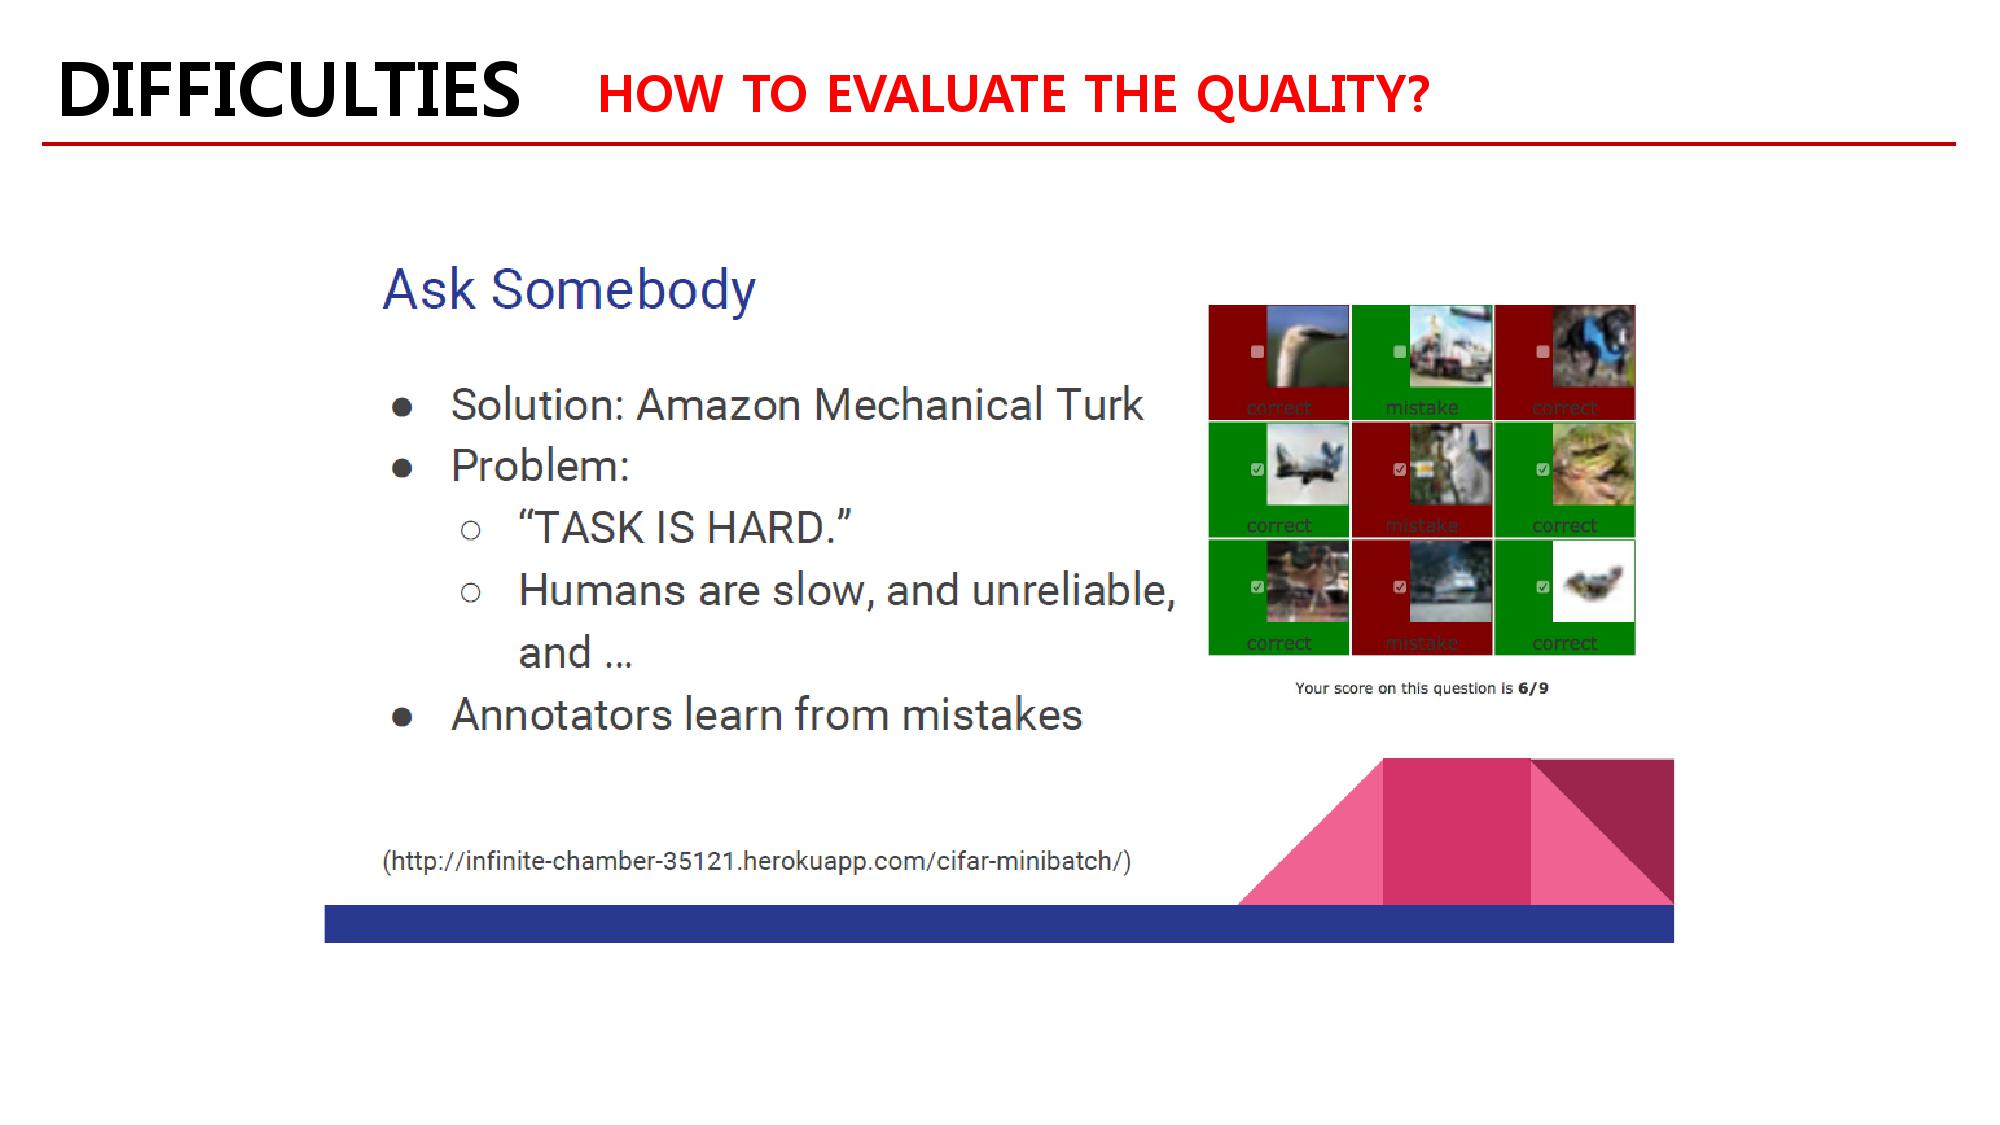 DIFFICULTIES HOW TO EVALUATE THE QUALITY?
Ask Somebody
● Solution: Amazon Mechanical Turk
● Problem:
○ “TASK IS HARD.”
○ Humans are slow, and unreliable,
and ...
● Annotators learn from mistakes
(http://infinite-chamber-35121.herokuapp.com/cifar-minibatch/)
correct mistake correct
correct mistake correct
correct mistake correct
Your score on this question is 6/9